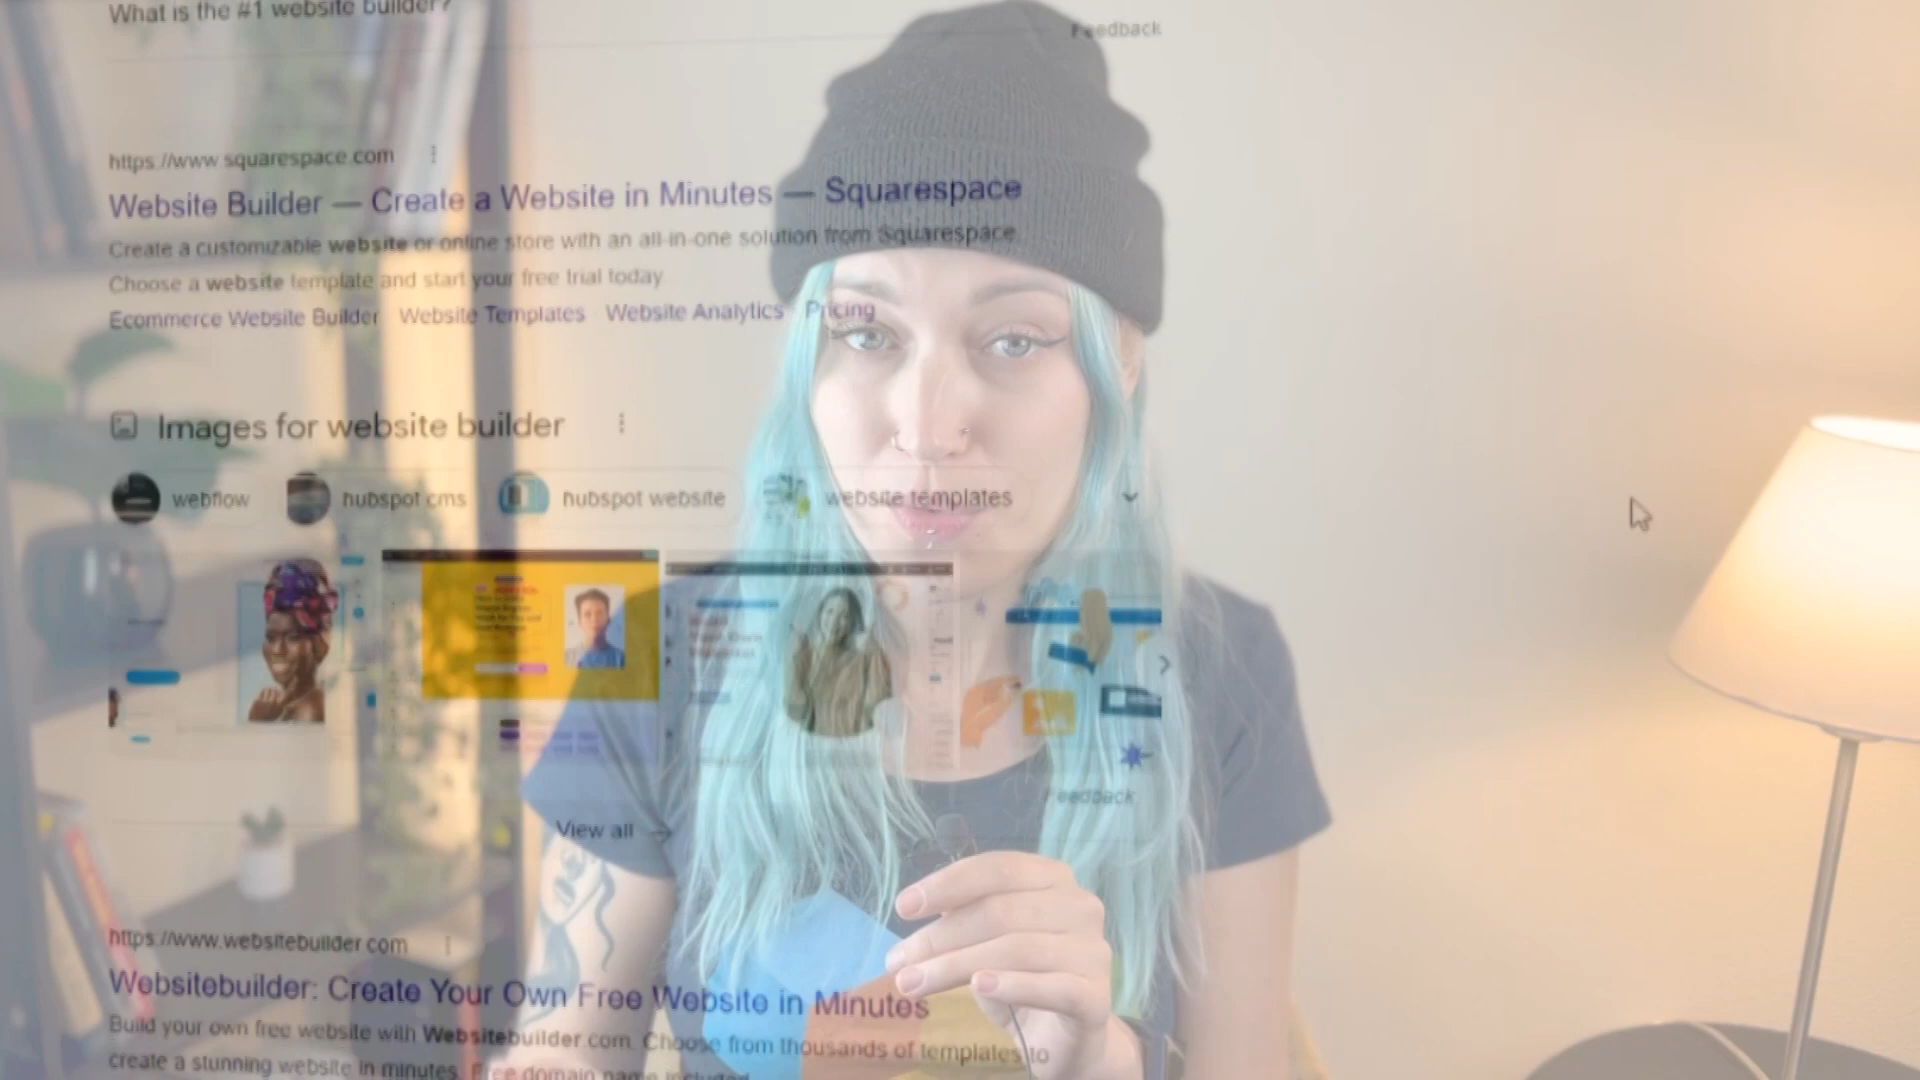 What is the #1 website builder?
Feedback
https://www.squarespace.com
Website Builder — Create a Website in Minutes — Squarespace
Create a customizable website or online store with an all-in-one solution from Squarespace.
Choose a website template and start your free trial today
Ecommerce Website Builder · Website Templates · Website Analytics · Pricing
Images for website builder
webflow
hubspot cms
hubspot website
website templates
Feedback
View all
https://www.websitebuilder.com
Websitebuilder: Create Your Own Free Website in Minutes
Build your own free website with Websitebuilder.com. Choose from thousands of templates to
create a stunning website in minutes. Free domain name included